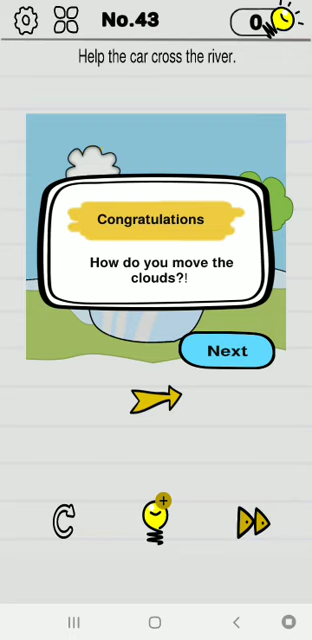 No.43
0
Help the car cross the river.
Congratulations
How do you move the
clouds?!
Next